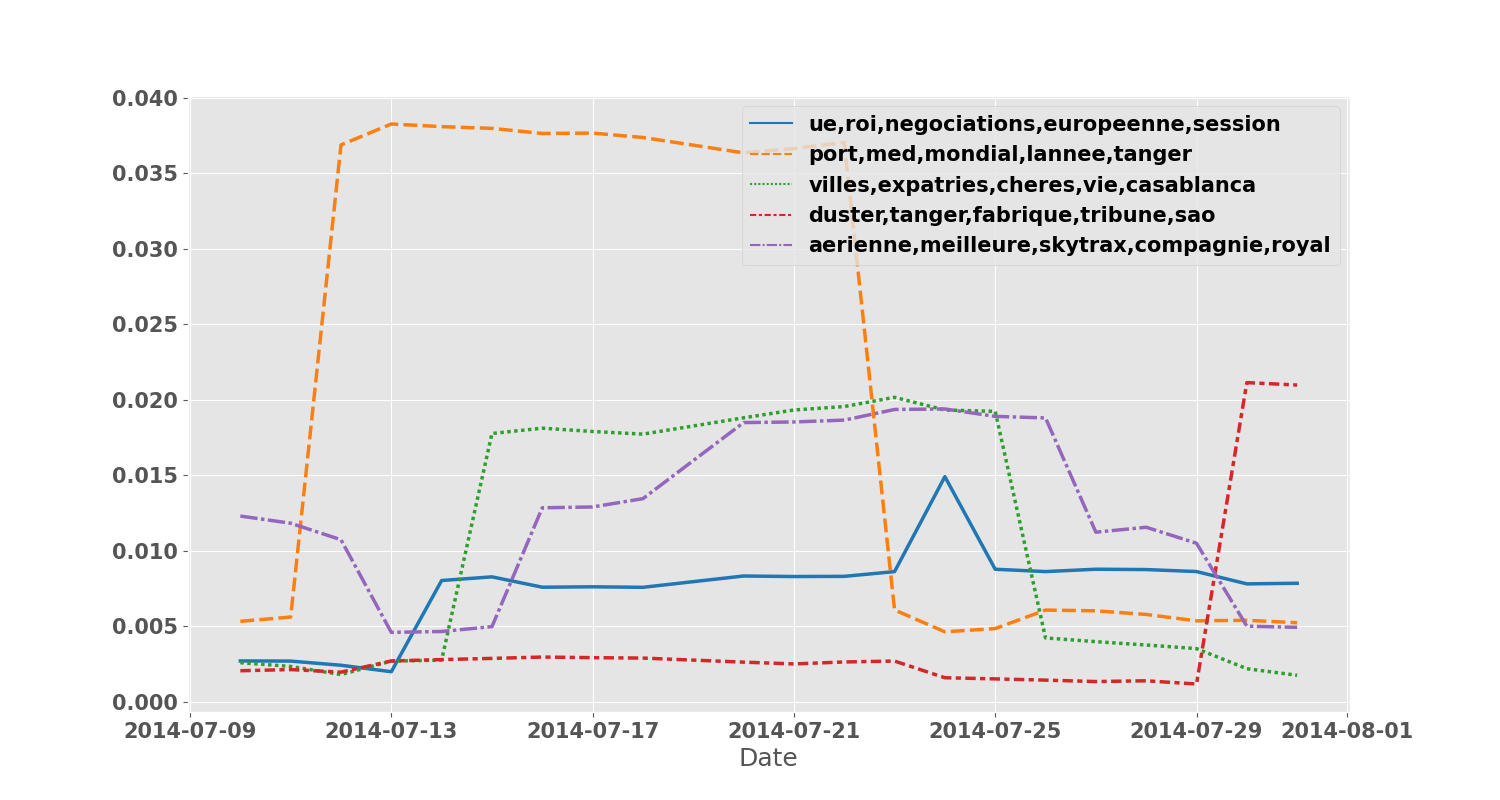 0.040
0.035
0.030
0.025
0.020
0.015
0.010
0.005
0.000
ue,roi,negociations,europeenne,session
port,med,mondial,lannee,tanger
villes,expatries,cheres,vie,casablanca
duster,tanger,fabrique,tribune,sao
aerienne,meilleure,skytrax,compagnie,royal
2014-07-09 2014-07-13 2014-07-17 2014-07-21 2014-07-25 2014-07-29 2014-08-01
Date